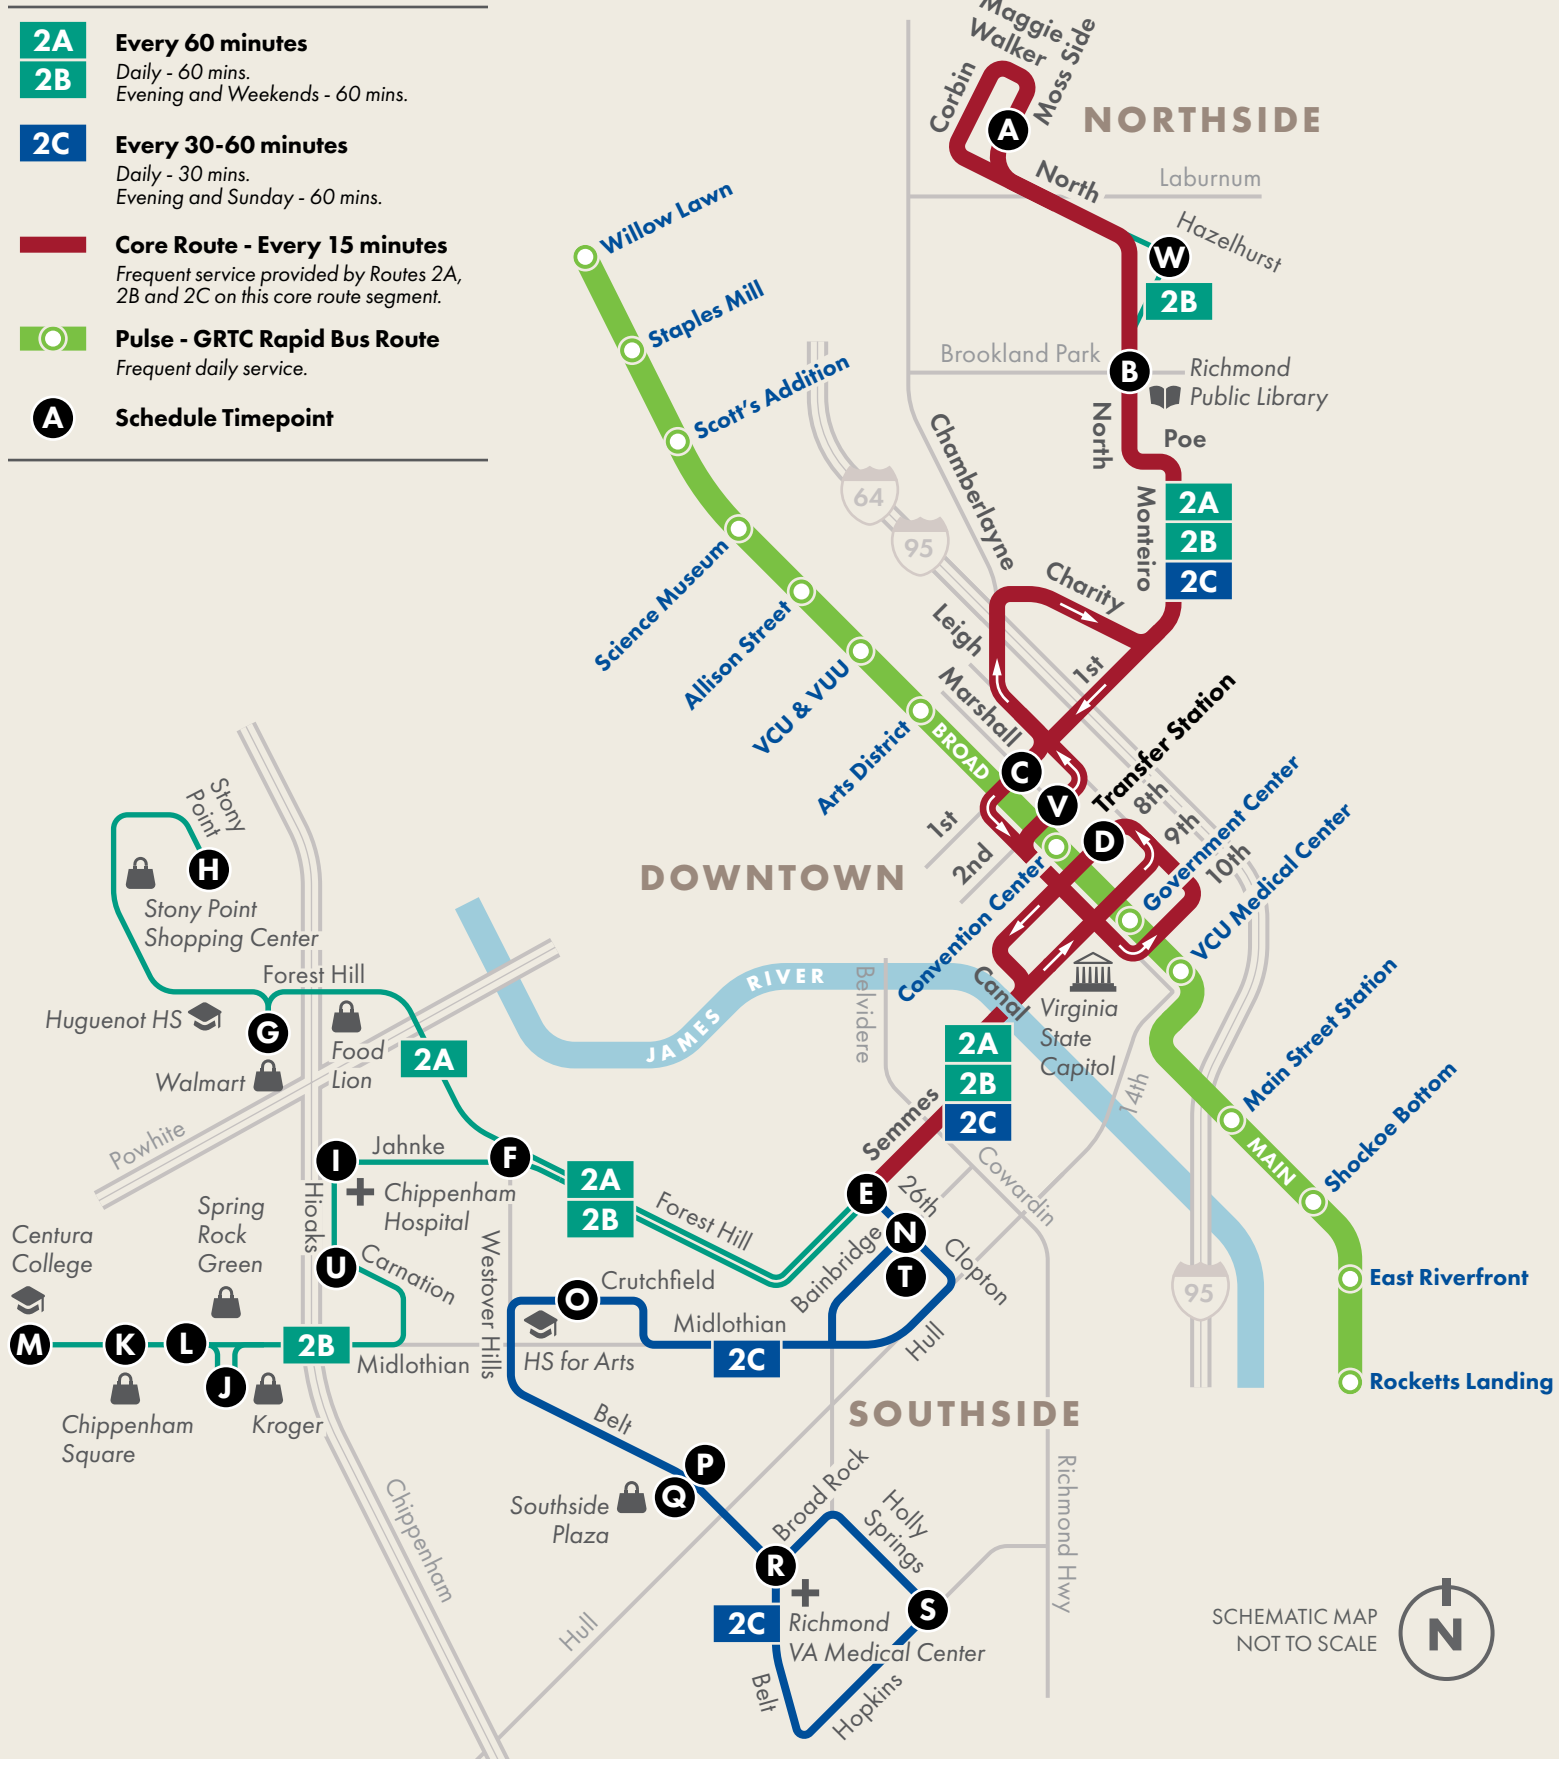 2A
Every 60 minutes
2B
Daily - 60 mins.
Evening and Weekends - 60 mins.
2C
Every 30-60 minutes
Daily - 30 mins.
Evening and Sunday - 60 mins.
Core Route - Every 15 minutes
Frequent service provided by Routes 2A,
2B and 2C on this core route segment.
Pulse - GRTC Rapid Bus Route
Frequent daily service.
A
Schedule Timepoint
Maggie
Walker
Corbin
Moss Side
A
NORTHSIDE
North
Laburnum
Hazelhurst
W
2B
Brookland Park
B
Richmond
Public Library
North
Poe
Monteiro
2A
2B
2C
Willow Lawn
Staples Mill
Scott's Addition
Science Museum
Allison Street
VCU & VUU
Arts District
64
95
Chamberlayne
Charity
Leigh
Marshall
1st
BROAD
C
V
D
Transfer Station
8th
9th
10th
1st
2nd
DOWNTOWN
Convention Center
Government Center
VCU Medical Center
Canal
Virginia
State
Capitol
Main Street Station
Shockoe Bottom
MAIN
East Riverfront
Rocketts Landing
95
14th
JAMES
RIVER
Belvidere
2A
2B
2C
Semmes
Cowardin
E
26th
N
T
Bainbridge
Clopton
Hull
Stony
Point
H
Stony Point
Shopping Center
Forest Hill
Huguenot HS
G
Walmart
Food
Lion
2A
Powhite
I
Jahnke
F
Chippenham
Hospital
2A
2B
Forest Hill
Hioaks
Spring
Rock
Green
Centura
College
U
Carnation
Westover Hills
O
Crutchfield
HS for Arts
Midlothian
2C
M
K
L
J
2B
Midlothian
Chippenham
Square
Kroger
SOUTHSIDE
Belt
P
Q
Southside
Plaza
Chippenham
Broad Rock
Holly
Springs
Richmond Hwy
R
S
2C
Richmond
VA Medical Center
Belt
Hopkins
Hull
SCHEMATIC MAP
NOT TO SCALE
N